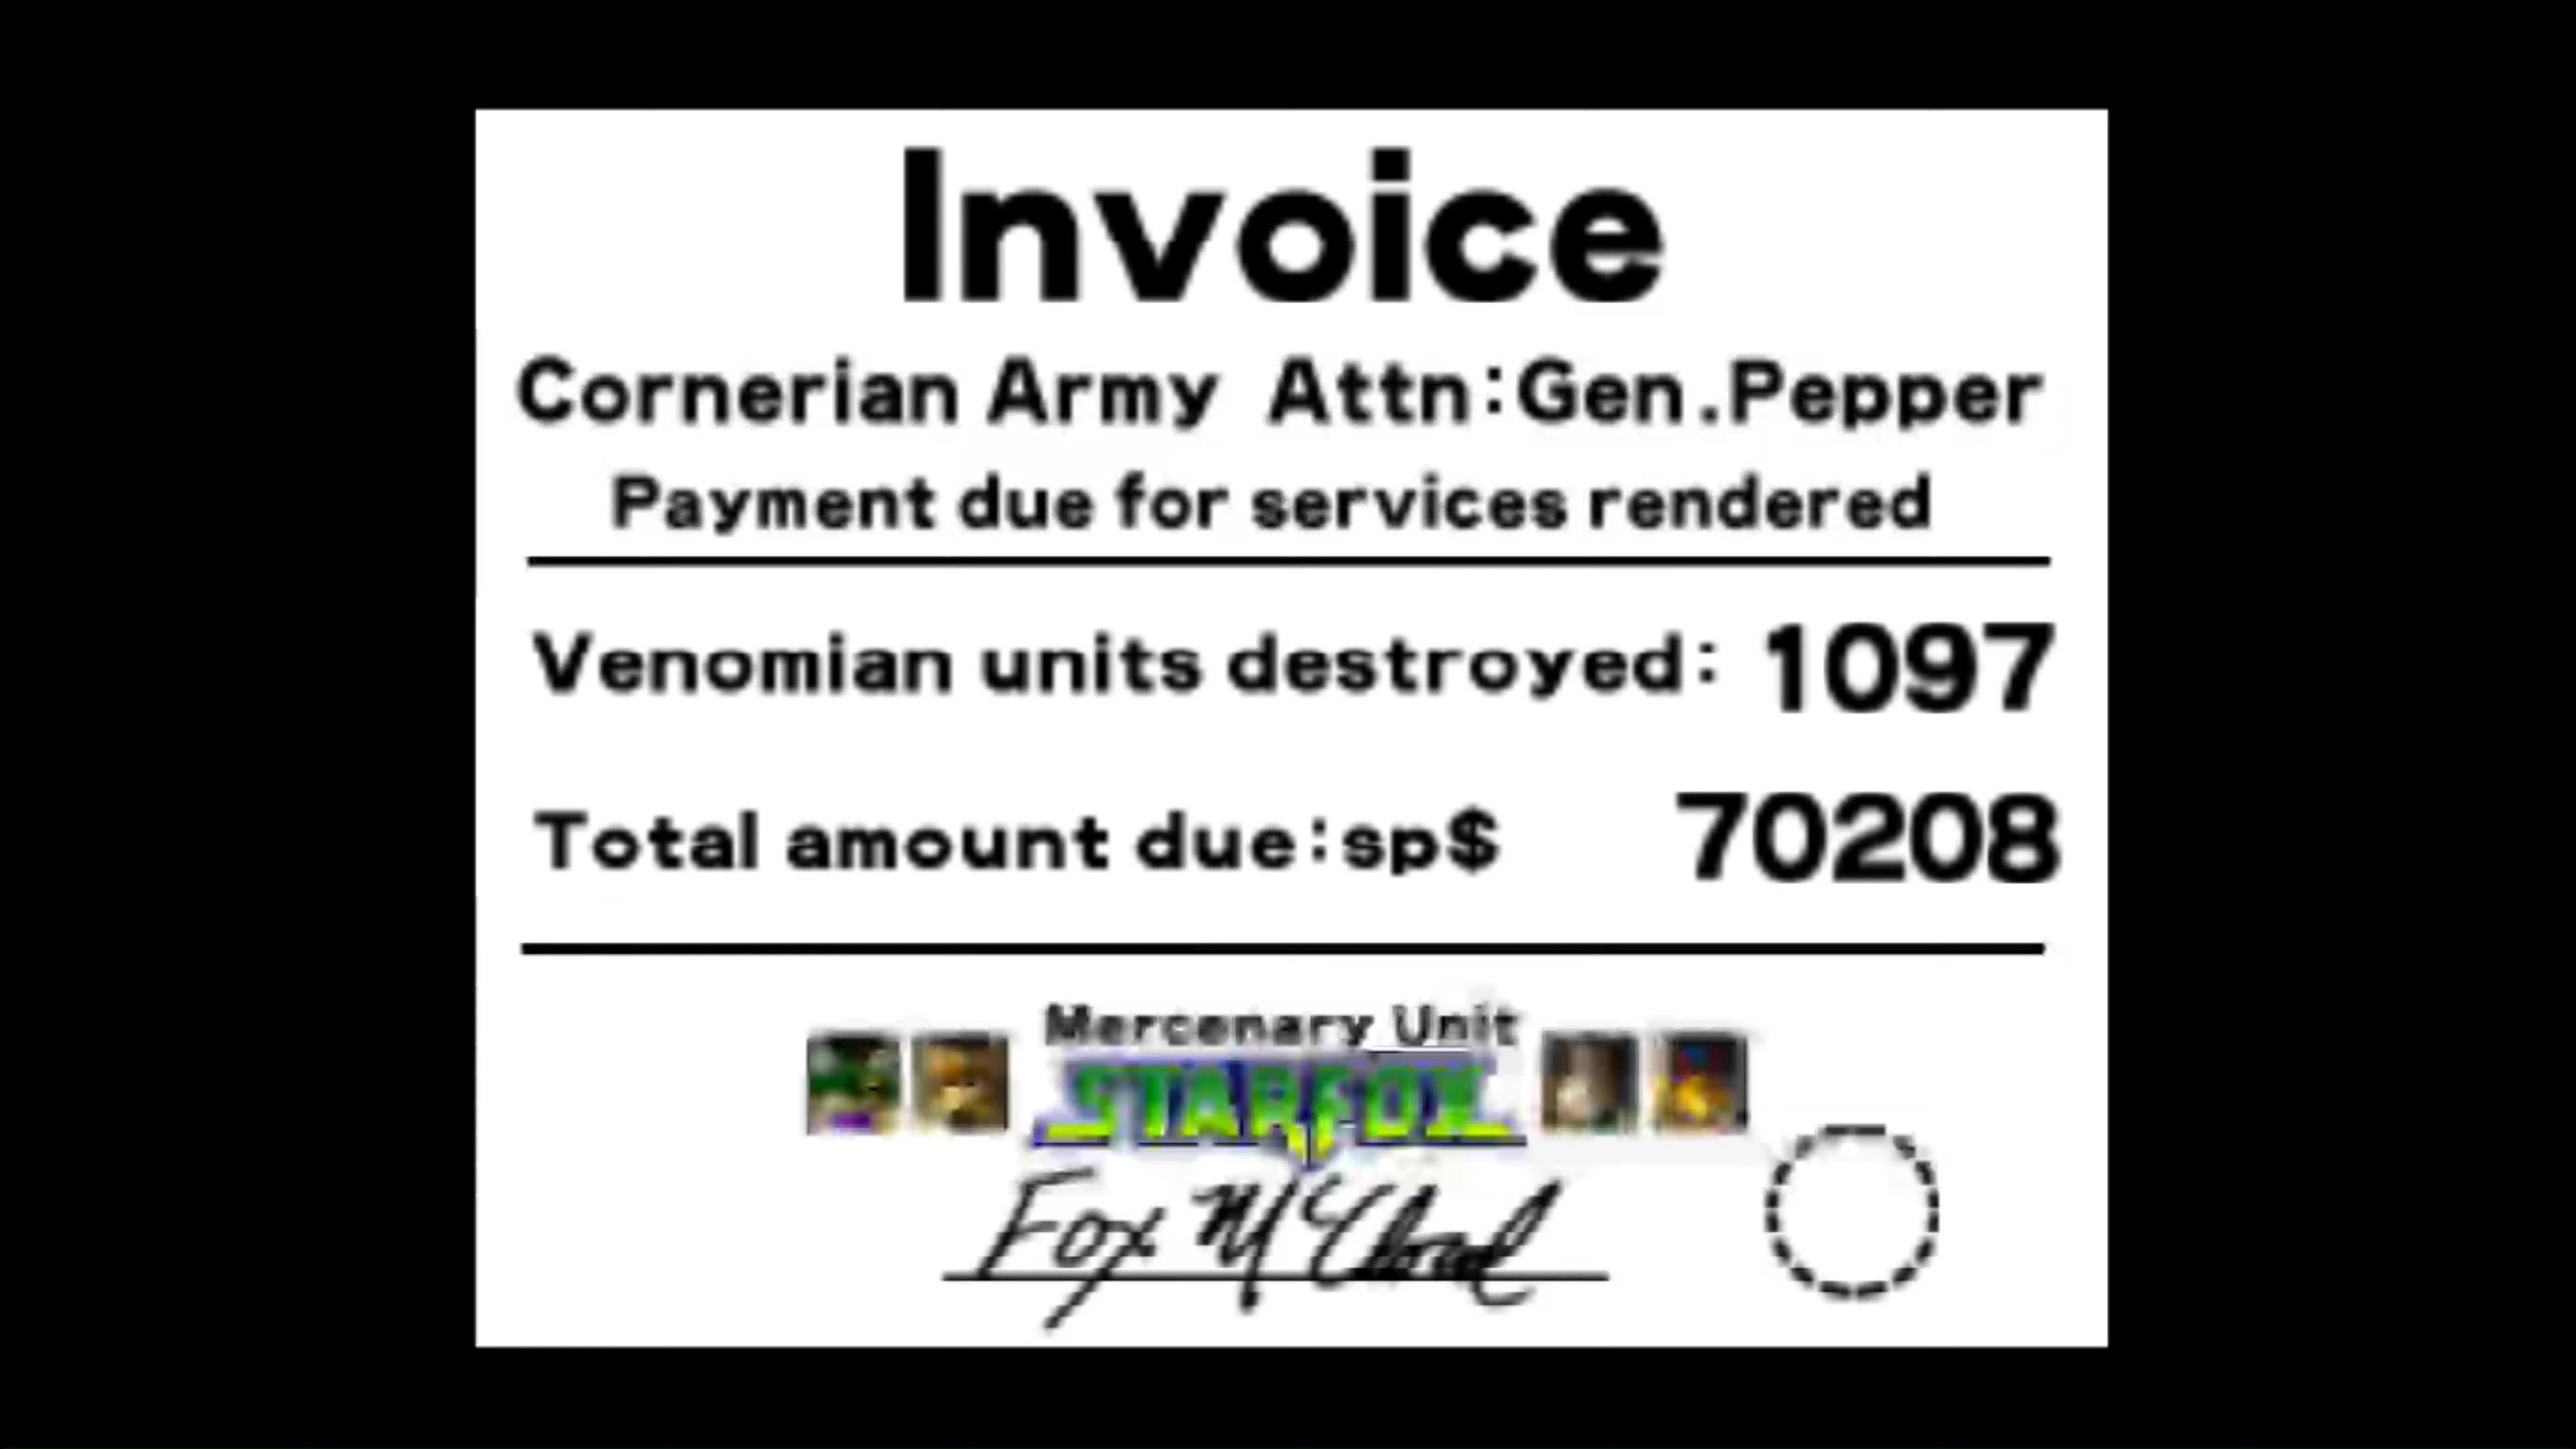 Invoice
Cornerian Army Attn:Gen.Pepper
Payment due for services rendered
Venomian units destroyed: 1097
Total amount due:sp$ 70208
Mercenary Unit
STARFOX
Fox McCloud